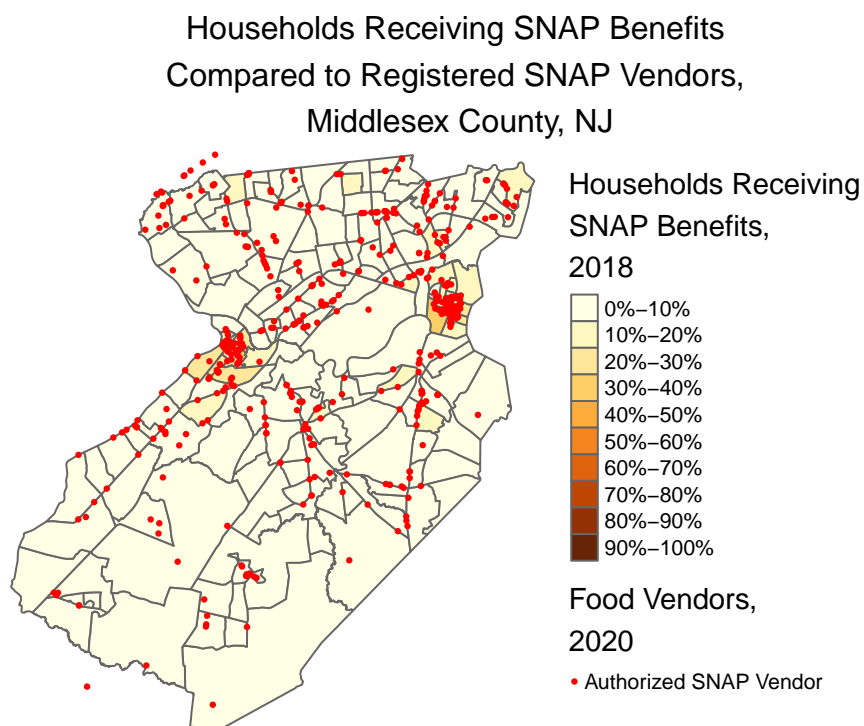 Households Receiving SNAP Benefits
Compared to Registered SNAP Vendors,
Middlesex County, NJ
Households Receiving
SNAP Benefits,
2018
0%−10%
10%−20%
20%−30%
30%−40%
40%−50%
50%−60%
60%−70%
70%−80%
80%−90%
90%−100%
Food Vendors,
2020
Authorized SNAP Vendor